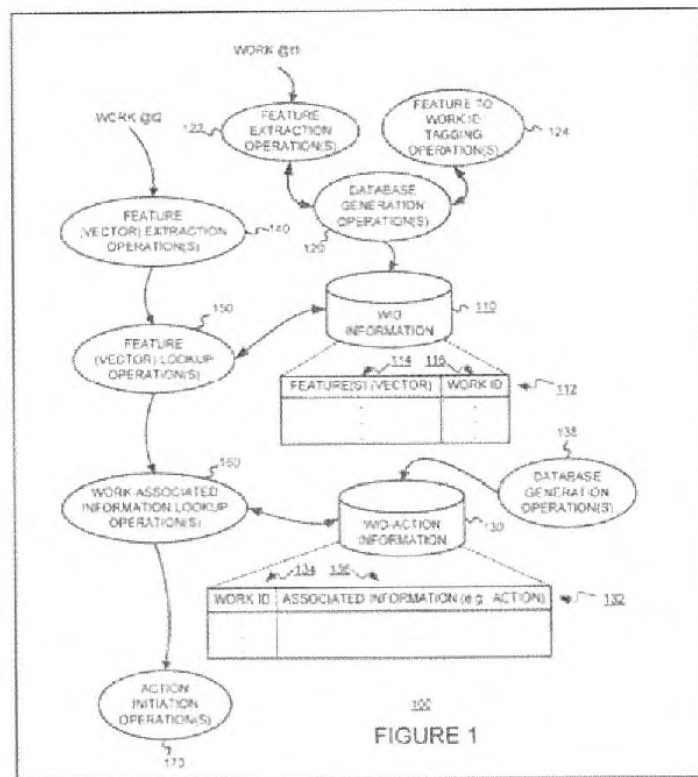 WORK @t1
WORK @t2
122
FEATURE
EXTRACTION
OPERATION(S)
FEATURE TO
WORK ID
TAGGING
OPERATION(S)
124
FEATURE
(VECTOR) EXTRACTION
OPERATION(S)
140
DATABASE
GENERATION
OPERATION(S)
120
150
FEATURE
(VECTOR) LOOKUP
OPERATION(S)
WID
INFORMATION
110
114
116
FEATURE(S) (VECTOR)
WORK ID
112
160
WORK-ASSOCIATED
INFORMATION LOOKUP
OPERATION(S)
WID-ACTION
INFORMATION
130
138
DATABASE
GENERATION
OPERATION(S)
134
136
WORK ID
ASSOCIATED INFORMATION (e.g. ACTION)
132
ACTION
INITIATION
OPERATION(S)
170
100
FIGURE 1